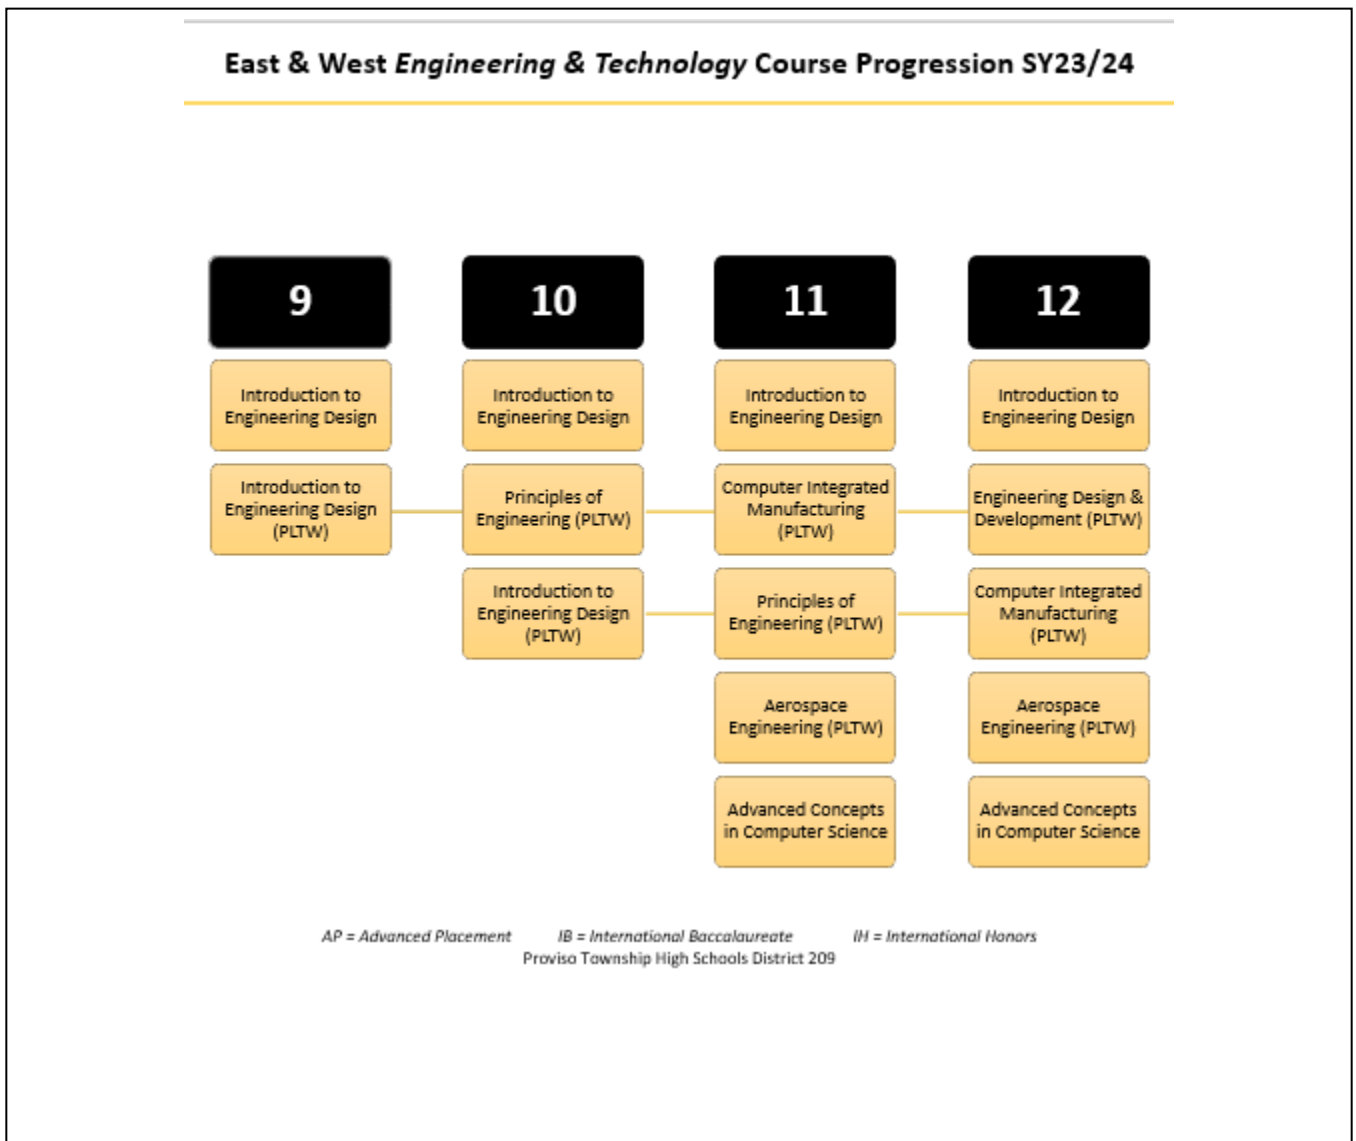 East & West Engineering & Technology Course Progression SY23/24
9
Introduction to
Engineering Design
Introduction to
Engineering Design
(PLTW)
10
Introduction to
Engineering Design
Principles of
Engineering (PLTW)
Introduction to
Engineering Design
(PLTW)
11
Introduction to
Engineering Design
Computer Integrated
Manufacturing
(PLTW)
Principles of
Engineering (PLTW)
Aerospace
Engineering (PLTW)
Advanced Concepts
in Computer Science
12
Introduction to
Engineering Design
Engineering Design &
Development (PLTW)
Computer Integrated
Manufacturing
(PLTW)
Aerospace
Engineering (PLTW)
Advanced Concepts
in Computer Science
AP = Advanced Placement IB = International Baccalaureate IH = International Honors
Proviso Township High Schools District 209